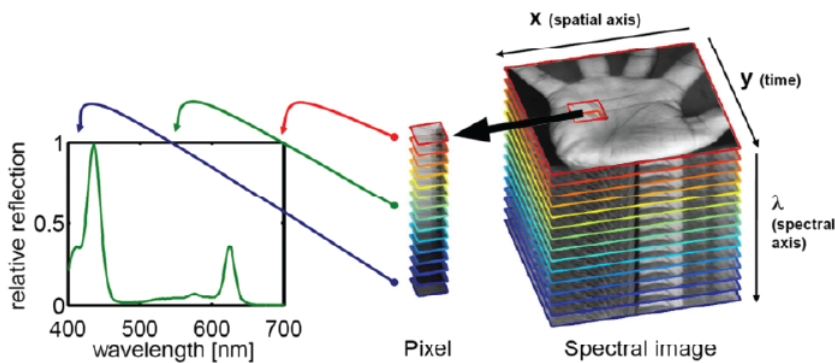 x (spatial axis)
y (time)
λ
(spectral
axis)
relative reflection
1
0.5
0
400 500 600 700
wavelength [nm]
Pixel
Spectral image